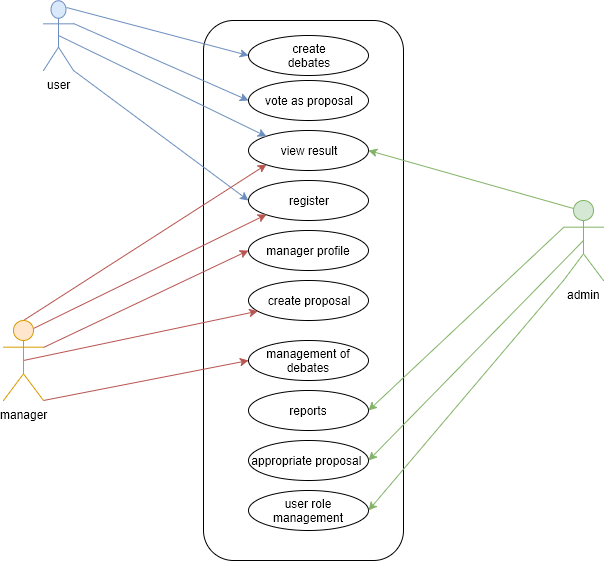 create
debates
user
vote as proposal
view result
register
manager profile
admin
create proposal
management of
debates
manager
reports
appropriate proposal
user role
management